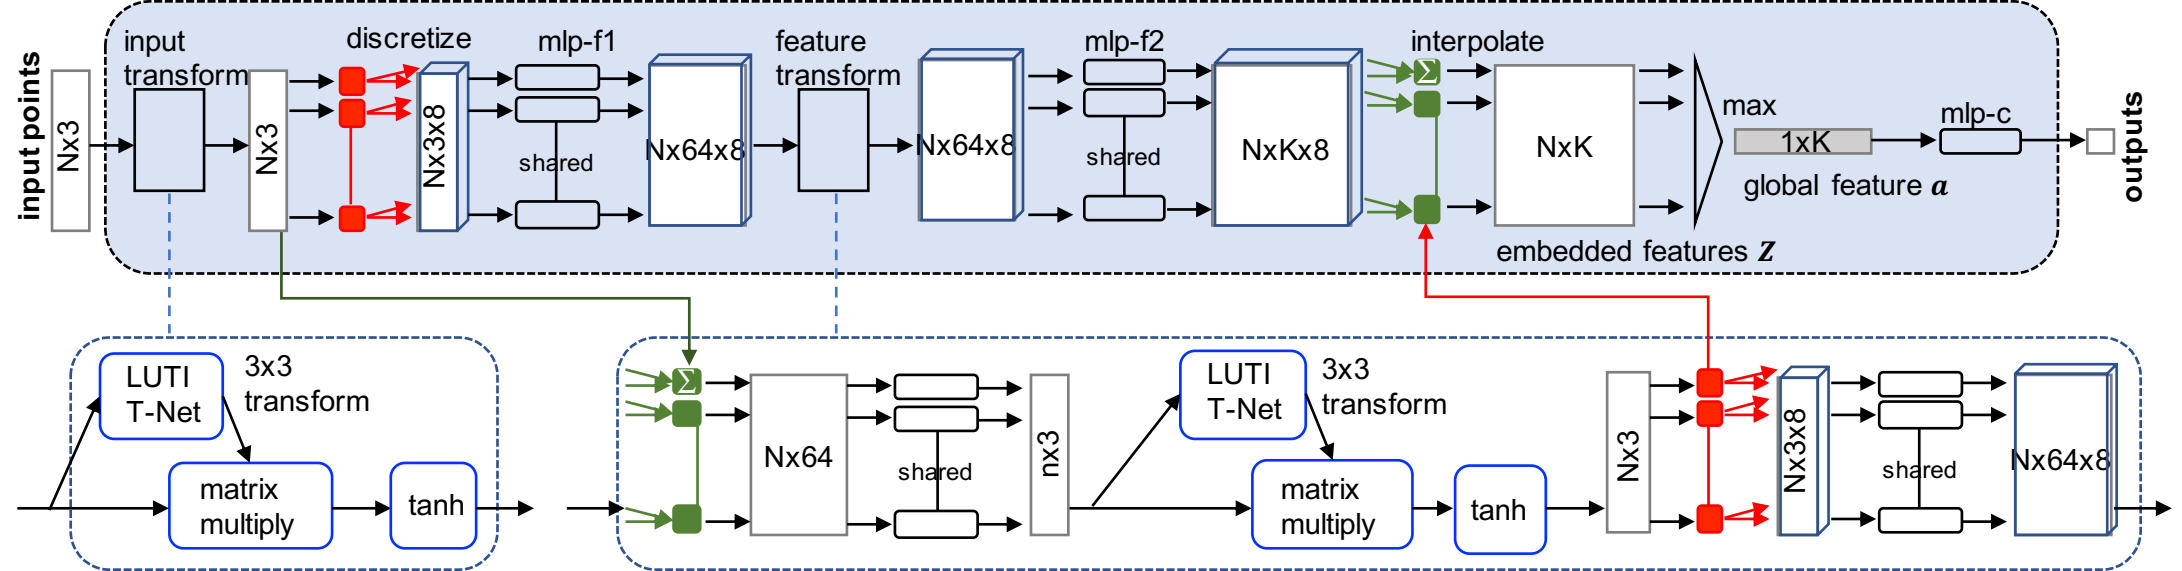 input points
Nx3
input
transform
Nx3
discretize
Nx3x8
mlp-f1
shared
Nx64x8
feature
transform
Nx64x8
mlp-f2
shared
NxKx8
interpolate
Σ
NxK
embedded features Z
max
1xK
global feature a
mlp-c
outputs
LUTI
T-Net
3x3
transform
matrix
multiply
tanh
Σ
Nx64
shared
nx3
LUTI
T-Net
3x3
transform
matrix
multiply
tanh
Nx3
Nx3x8
shared
Nx64x8